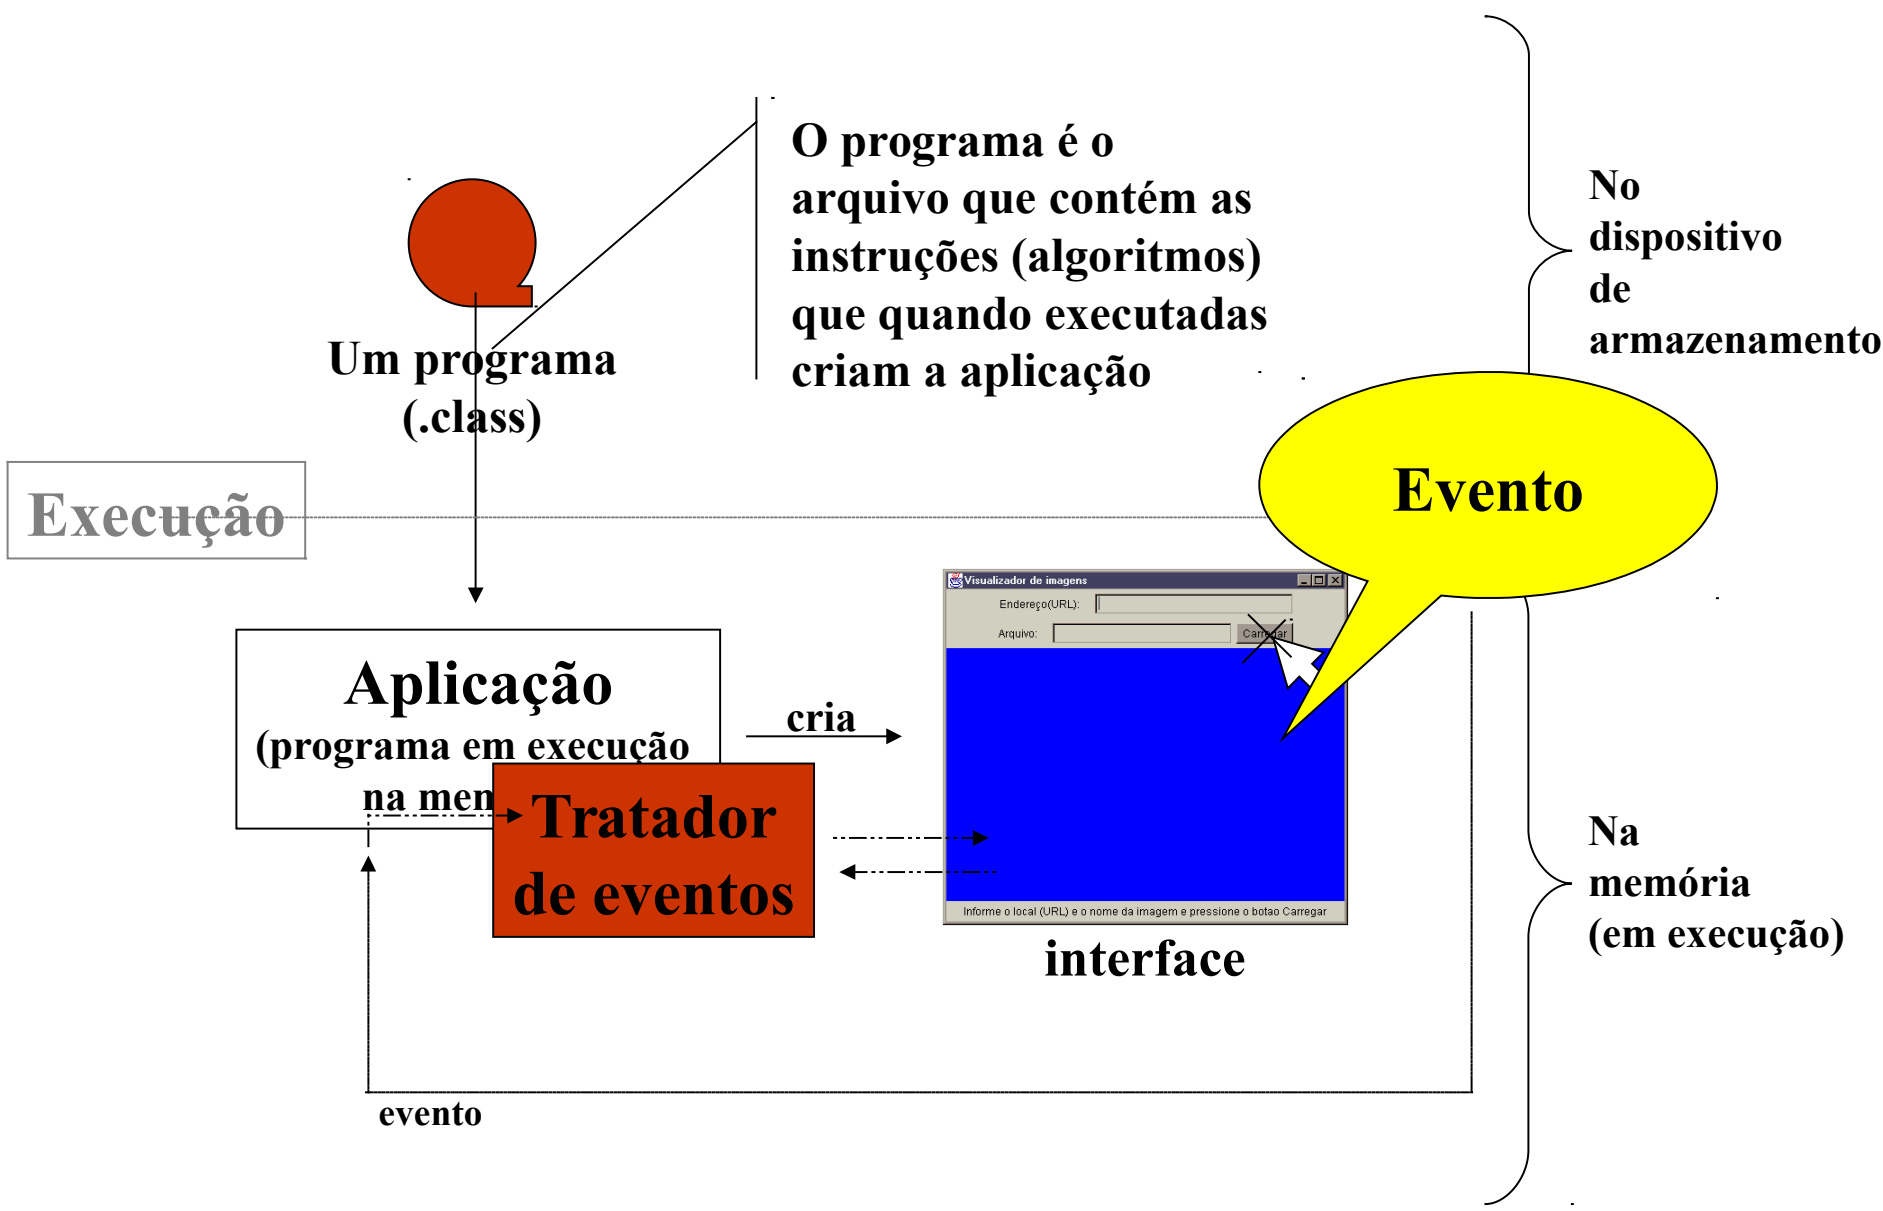 O programa é o
arquivo que contém as
instruções (algoritmos)
que quando executadas
criam a aplicação
No
dispositivo
de
armazenamento
Um programa
(.class)
Execução
Evento
Visualizador de imagens
Endereço(URL):
Arquivo:
Carregar
Aplicação
(programa em execução
na mem
cria
Tratador
de eventos
Informe o local (URL) e o nome da imagem e pressione o botao Carregar
interface
Na
memória
(em execução)
evento